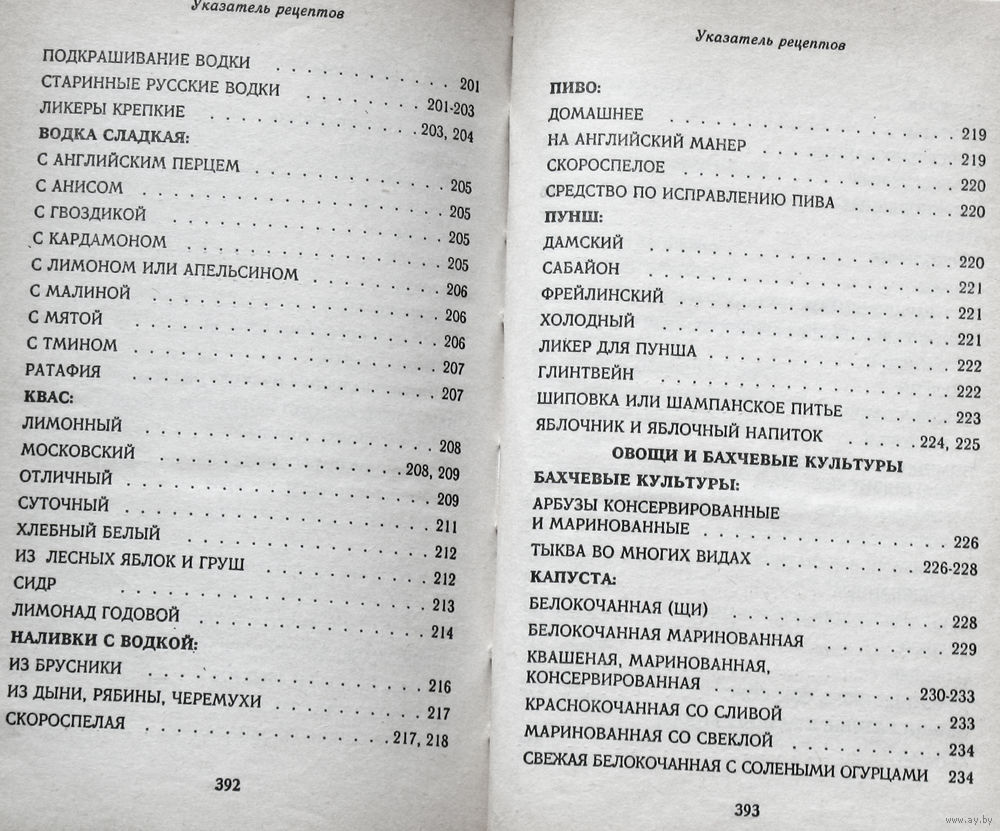 Указатель рецептов
ПОДКРАШИВАНИЕ ВОДКИ . . . . . . . . . . . 201
СТАРИННЫЕ РУССКИЕ ВОДКИ . . . . . . . . 201-203
ЛИКЕРЫ КРЕПКИЕ . . . . . . . . . . . . 203, 204
ВОДКА СЛАДКАЯ:
С АНГЛИЙСКИМ ПЕРЦЕМ . . . . . . . . . . . 205
С АНИСОМ . . . . . . . . . . . . . . . . 205
С ГВОЗДИКОЙ . . . . . . . . . . . . . . . 205
С КАРДАМОНОМ . . . . . . . . . . . . . . 205
С ЛИМОНОМ ИЛИ АПЕЛЬСИНОМ . . . . . . . . 206
С МАЛИНОЙ . . . . . . . . . . . . . . . . 206
С МЯТОЙ . . . . . . . . . . . . . . . . . 206
С ТМИНОМ . . . . . . . . . . . . . . . . 207
РАТАФИЯ . . . . . . . . . . . . . . . . . 207
КВАС:
ЛИМОННЫЙ . . . . . . . . . . . . . . . . 208
МОСКОВСКИЙ . . . . . . . . . . . . . . 208, 209
ОТЛИЧНЫЙ . . . . . . . . . . . . . . . . 209
СУТОЧНЫЙ . . . . . . . . . . . . . . . . 211
ХЛЕБНЫЙ БЕЛЫЙ . . . . . . . . . . . . . . 212
ИЗ ЛЕСНЫХ ЯБЛОК И ГРУШ . . . . . . . . . 212
СИДР . . . . . . . . . . . . . . . . . . 213
ЛИМОНАД ГОДОВОЙ . . . . . . . . . . . . . 214
НАЛИВКИ С ВОДКОЙ:
ИЗ БРУСНИКИ . . . . . . . . . . . . . . . 216
ИЗ ДЫНИ, РЯБИНЫ, ЧЕРЕМУХИ . . . . . . . . 217
СКОРОСПЕЛАЯ . . . . . . . . . . . . . . 217, 218
392
Указатель рецептов
ПИВО:
ДОМАШНЕЕ . . . . . . . . . . . . . . . . 219
НА АНГЛИЙСКИЙ МАНЕР . . . . . . . . . . . 219
СКОРОСПЕЛОЕ . . . . . . . . . . . . . . . 220
СРЕДСТВО ПО ИСПРАВЛЕНИЮ ПИВА . . . . . . 220
ПУНШ:
ДАМСКИЙ . . . . . . . . . . . . . . . . . 220
САБАЙОН . . . . . . . . . . . . . . . . . 221
ФРЕЙЛИНСКИЙ . . . . . . . . . . . . . . . 221
ХОЛОДНЫЙ . . . . . . . . . . . . . . . . 221
ЛИКЕР ДЛЯ ПУНША . . . . . . . . . . . . . 222
ГЛИНТВЕЙН . . . . . . . . . . . . . . . . 222
ШИПОВКА ИЛИ ШАМПАНСКОЕ ПИТЬЕ . . . . . . 223
ЯБЛОЧНИК И ЯБЛОЧНЫЙ НАПИТОК . . . . . 224, 225
ОВОЩИ И БАХЧЕВЫЕ КУЛЬТУРЫ
БАХЧЕВЫЕ КУЛЬТУРЫ:
АРБУЗЫ КОНСЕРВИРОВАННЫЕ
И МАРИНОВАННЫЕ . . . . . . . . . . . . . 226
ТЫКВА ВО МНОГИХ ВИДАХ . . . . . . . . . 226-228
КАПУСТА:
БЕЛОКОЧАННАЯ (ЩИ) . . . . . . . . . . . . 228
БЕЛОКОЧАННАЯ МАРИНОВАННАЯ . . . . . . . . 229
КВАШЕНАЯ, МАРИНОВАННАЯ,
КОНСЕРВИРОВАННАЯ . . . . . . . . . . . 230-233
КРАСНОКОЧАННАЯ СО СЛИВОЙ . . . . . . . . 233
МАРИНОВАННАЯ СО СВЕКЛОЙ . . . . . . . . . 234
СВЕЖАЯ БЕЛОКОЧАННАЯ С СОЛЕНЫМИ ОГУРЦАМИ 234
393
www.ay.by